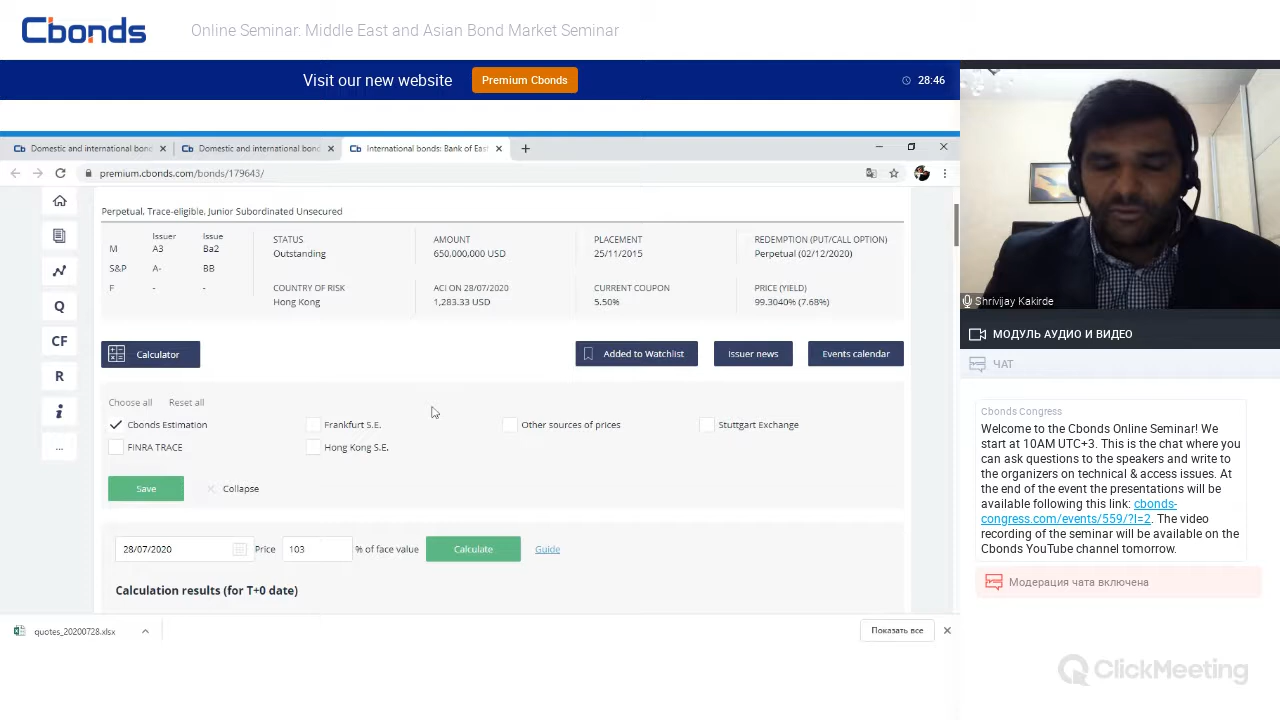 Cbonds
Online Seminar: Middle East and Asian Bond Market Seminar
Visit our new website
Premium Cbonds
28:46
Cb Domestic and international bond
Cb Domestic and international bond
Cb International bonds: Bank of East
premium.cbonds.com/bonds/179643/
Perpetual, Trace-eligible, Junior Subordinated Unsecured
Issuer Issue
M A3 Ba2
S&P A- BB
F - -
STATUS
Outstanding
AMOUNT
650,000,000 USD
PLACEMENT
25/11/2015
REDEMPTION (PUT/CALL OPTION)
Perpetual (02/12/2020)
COUNTRY OF RISK
Hong Kong
ACI ON 28/07/2020
1,283.33 USD
CURRENT COUPON
5.50%
PRICE (YIELD)
99.3040% (7.68%)
Q
CF
R
i
...
Calculator
Added to Watchlist
Issuer news
Events calendar
Choose all Reset all
Cbonds Estimation
Frankfurt S.E.
Other sources of prices
Stuttgart Exchange
FINRA TRACE
Hong Kong S.E.
Save
Collapse
28/07/2020 Price 103 % of face value Calculate Guide
Calculation results (for T+0 date)
quotes_20200728.xlsx
Показать все
Shrivijay Kakirde
МОДУЛЬ АУДИО И ВИДЕО
ЧАТ
Cbonds Congress
Welcome to the Cbonds Online Seminar! We
start at 10AM UTC+3. This is the chat where you
can ask questions to the speakers and write to
the organizers on technical & access issues. At
the end of the event the presentations will be
available following this link: cbonds-
congress.com/events/559/?l=2. The video
recording of the seminar will be available on the
Cbonds YouTube channel tomorrow.
Модерация чата включена
ClickMeeting